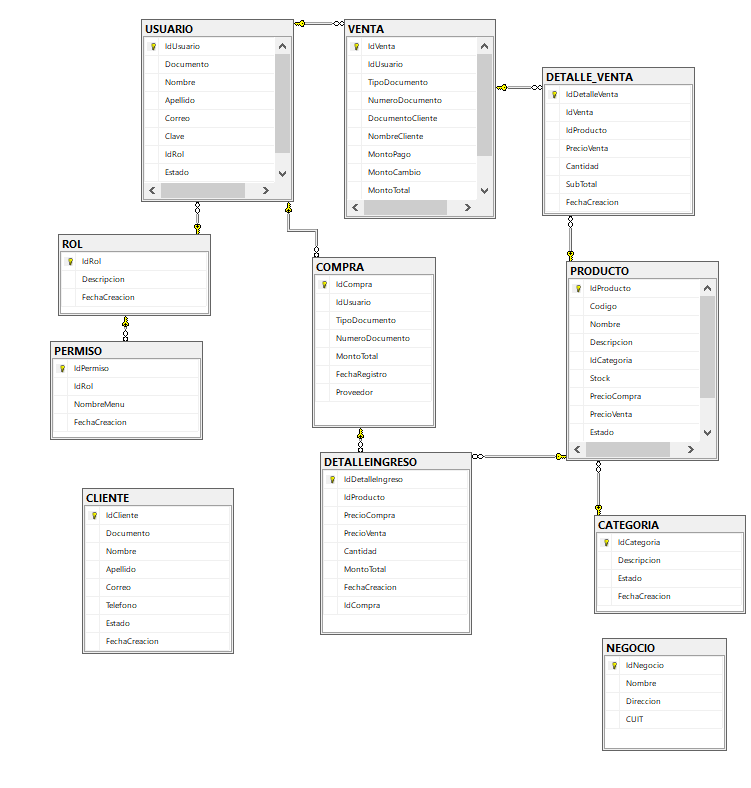 USUARIO
IdUsuario
Documento
Nombre
Apellido
Correo
Clave
IdRol
Estado
VENTA
IdVenta
IdUsuario
TipoDocumento
NumeroDocumento
DocumentoCliente
NombreCliente
MontoPago
MontoCambio
MontoTotal
DETALLE_VENTA
IdDetalleVenta
IdVenta
IdProducto
PrecioVenta
Cantidad
SubTotal
FechaCreacion
ROL
IdRol
Descripcion
FechaCreacion
COMPRA
IdCompra
IdUsuario
TipoDocumento
NumeroDocumento
MontoTotal
FechaRegistro
Proveedor
PRODUCTO
IdProducto
Codigo
Nombre
Descripcion
IdCategoria
Stock
PrecioCompra
PrecioVenta
Estado
PERMISO
IdPermiso
IdRol
NombreMenu
FechaCreacion
DETALLEINGRESO
IdDetalleIngreso
IdProducto
PrecioCompra
PrecioVenta
Cantidad
MontoTotal
FechaCreacion
IdCompra
CLIENTE
IdCliente
Documento
Nombre
Apellido
Correo
Telefono
Estado
FechaCreacion
CATEGORIA
IdCategoria
Descripcion
Estado
FechaCreacion
NEGOCIO
IdNegocio
Nombre
Direccion
CUIT